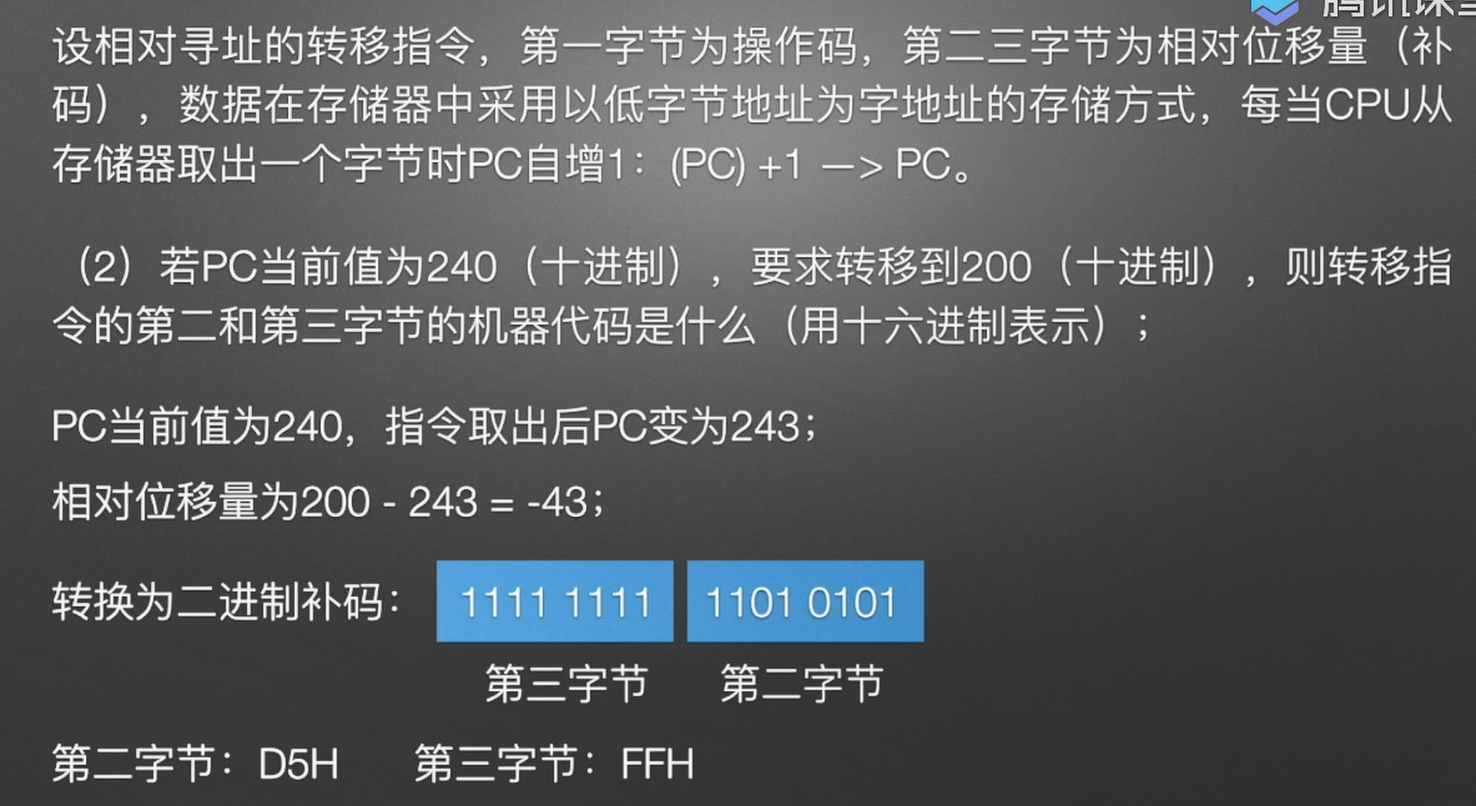 腾讯课堂
设相对寻址的转移指令，第一字节为操作码，第二三字节为相对位移量（补
码），数据在存储器中采用以低字节地址为字地址的存储方式，每当CPU从
存储器取出一个字节时PC自增1：(PC) +1 —> PC。
（2）若PC当前值为240（十进制），要求转移到200（十进制），则转移指
令的第二和第三字节的机器代码是什么（用十六进制表示）；
PC当前值为240，指令取出后PC变为243；
相对位移量为200 - 243 = -43；
转换为二进制补码： 1111 1111 1101 0101
第三字节 第二字节
第二字节：D5H 第三字节：FFH